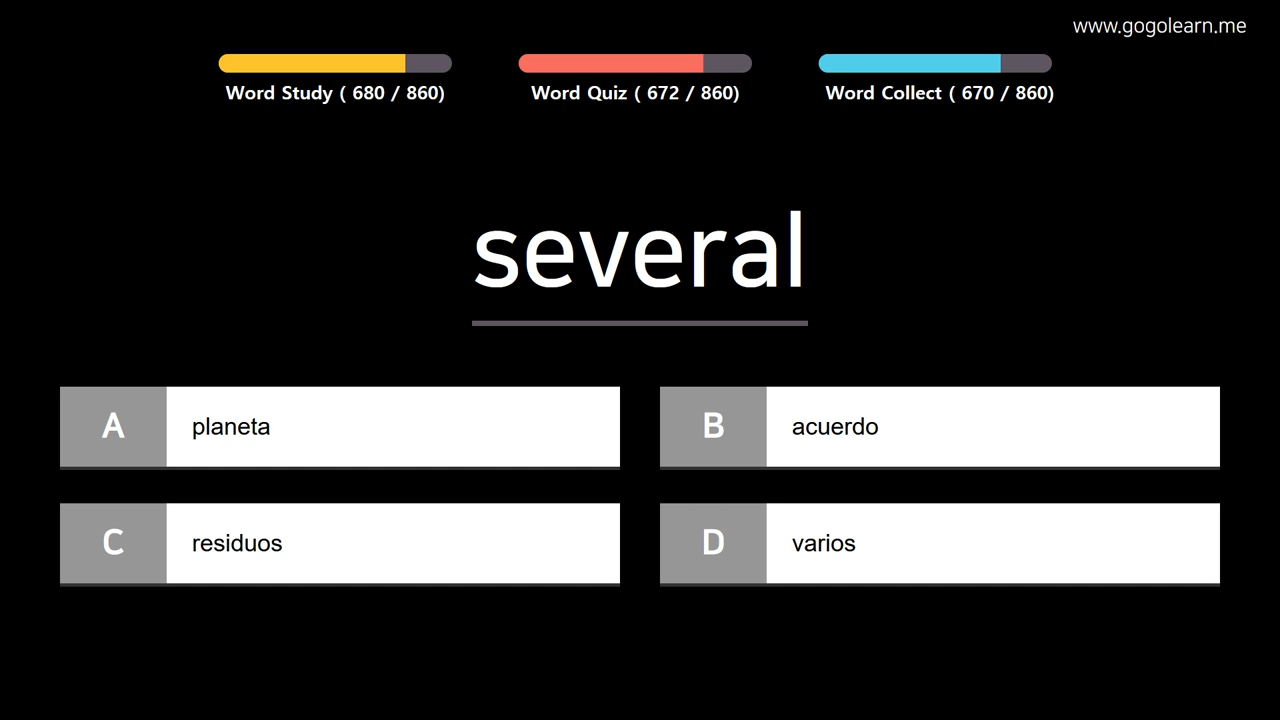 www.gogolearn.me
Word Study ( 680 / 860)
Word Quiz ( 672 / 860)
Word Collect ( 670 / 860)
several
A planeta
B acuerdo
C residuos
D varios